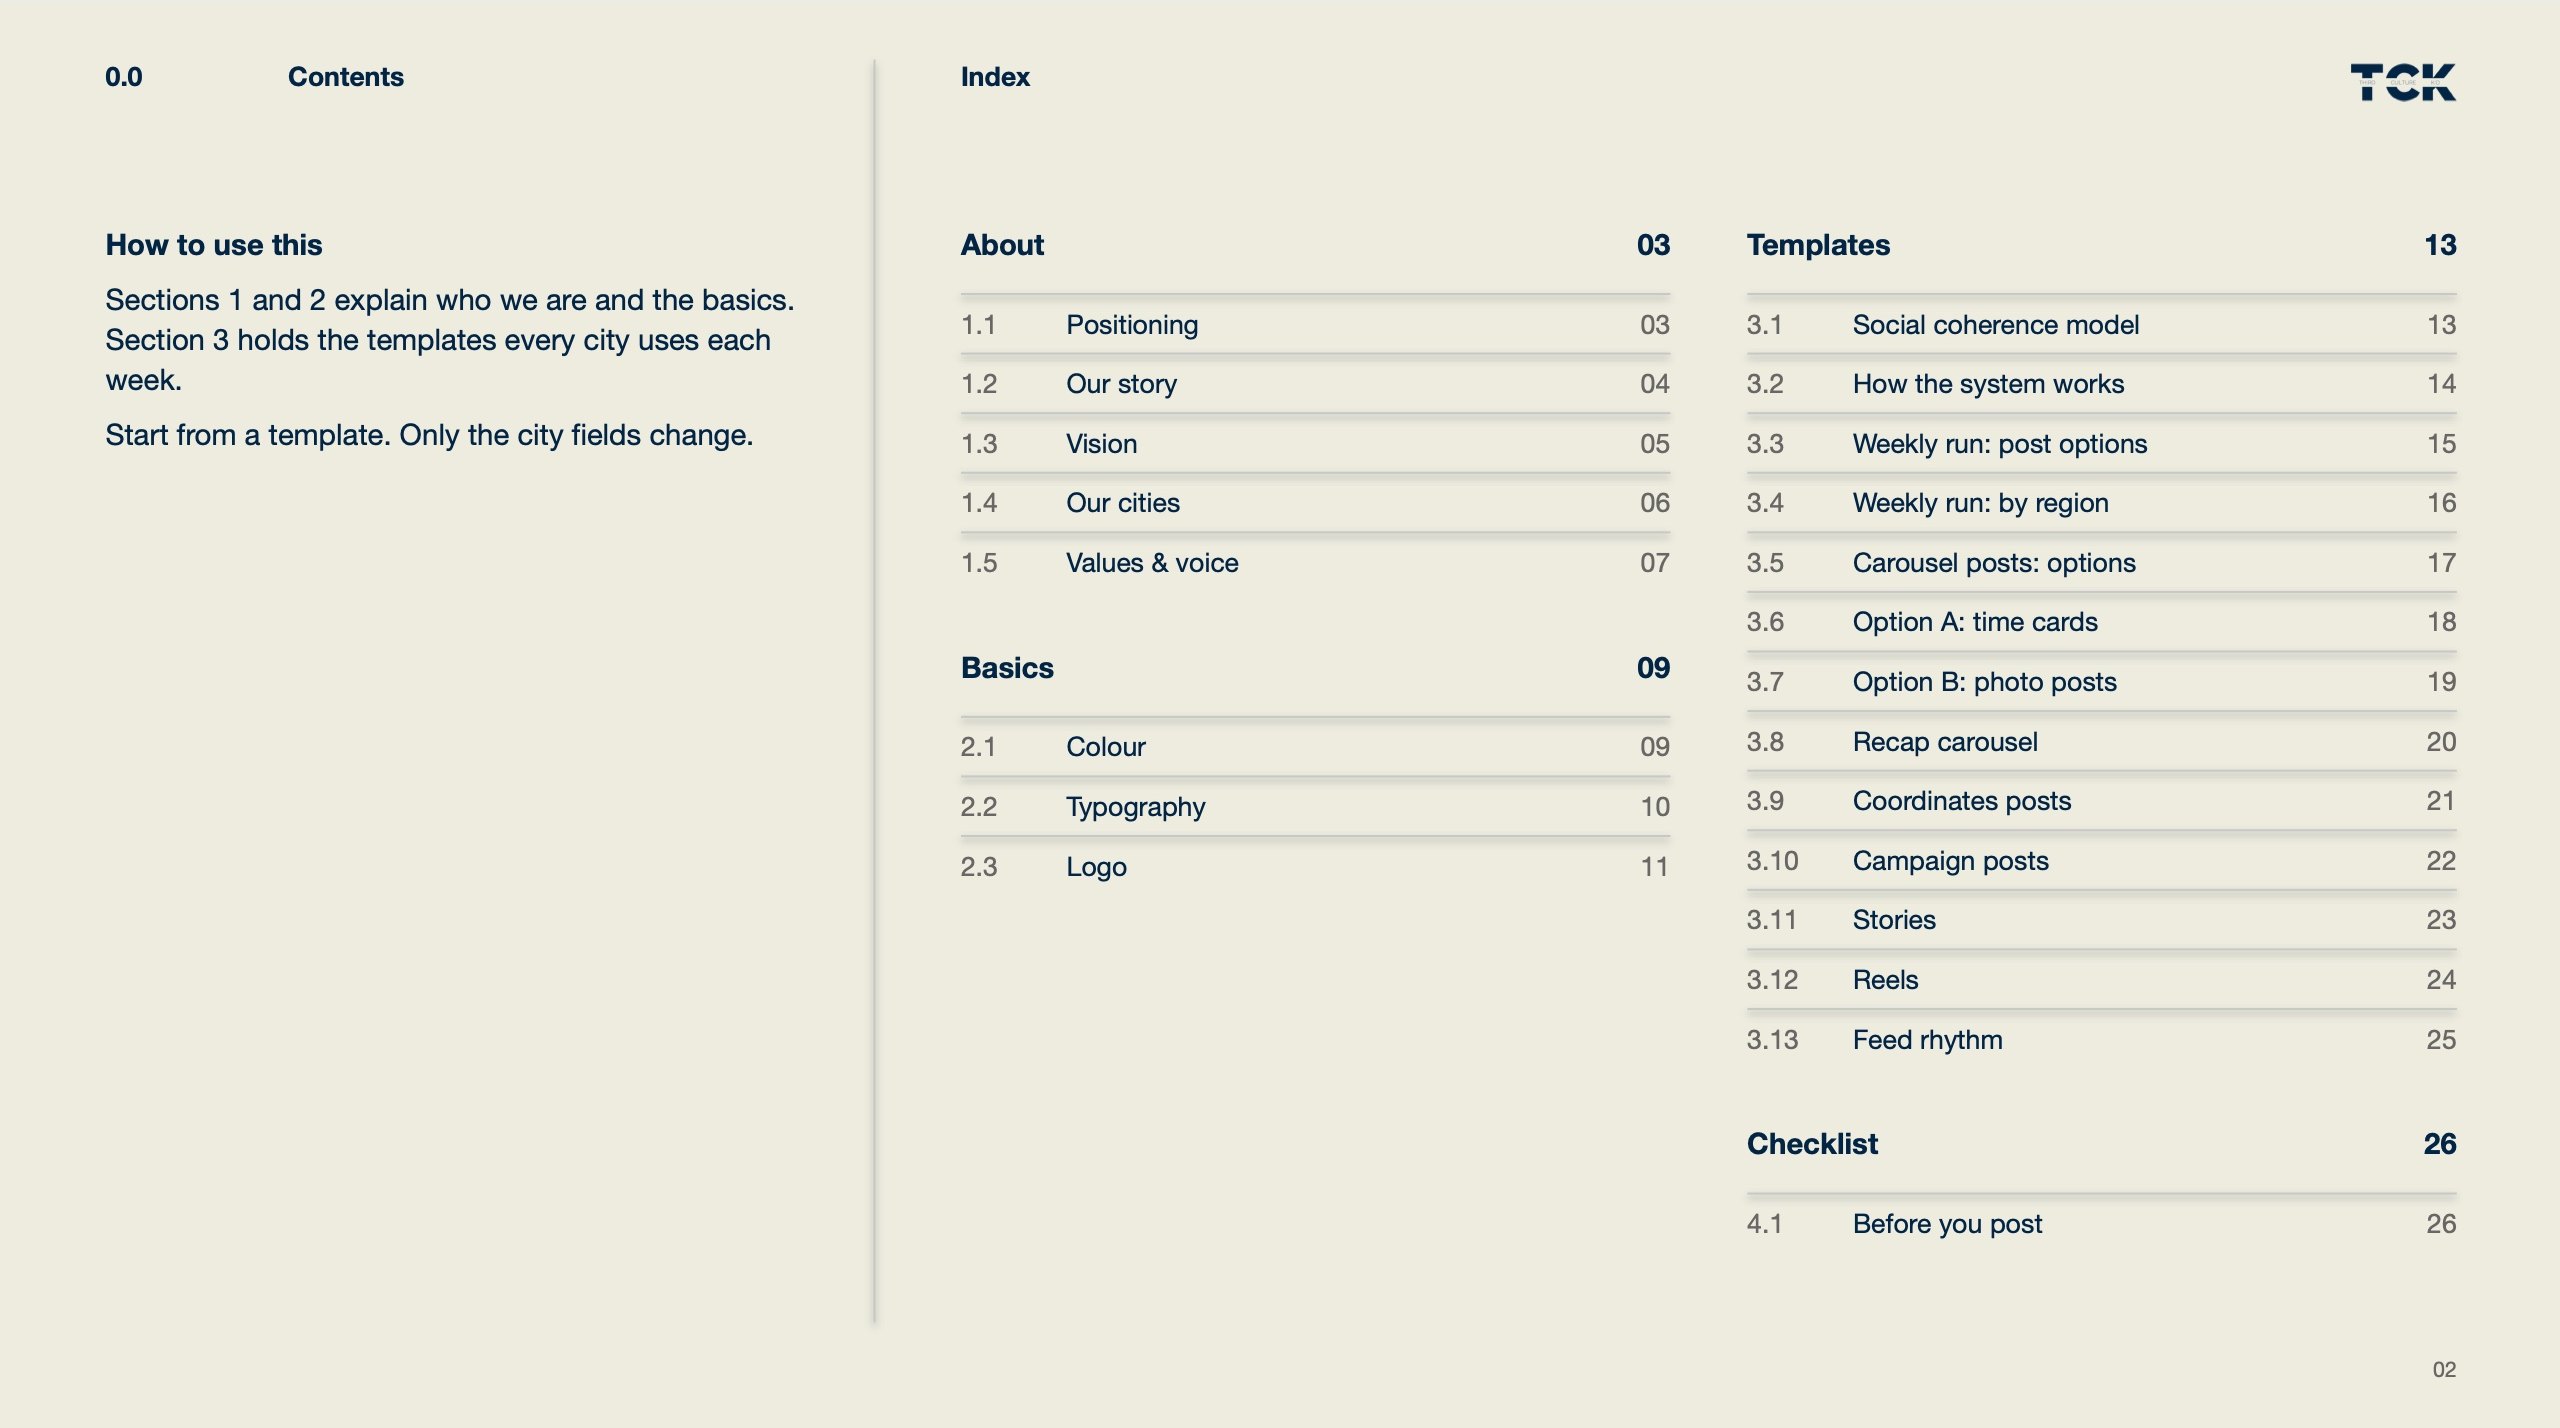 0.0 Contents
Index
TCK
THIRD CULTURE KID
How to use this
Sections 1 and 2 explain who we are and the basics.
Section 3 holds the templates every city uses each
week.
Start from a template. Only the city fields change.
About 03
1.1 Positioning 03
1.2 Our story 04
1.3 Vision 05
1.4 Our cities 06
1.5 Values & voice 07
Basics 09
2.1 Colour 09
2.2 Typography 10
2.3 Logo 11
Templates 13
3.1 Social coherence model 13
3.2 How the system works 14
3.3 Weekly run: post options 15
3.4 Weekly run: by region 16
3.5 Carousel posts: options 17
3.6 Option A: time cards 18
3.7 Option B: photo posts 19
3.8 Recap carousel 20
3.9 Coordinates posts 21
3.10 Campaign posts 22
3.11 Stories 23
3.12 Reels 24
3.13 Feed rhythm 25
Checklist 26
4.1 Before you post 26
02